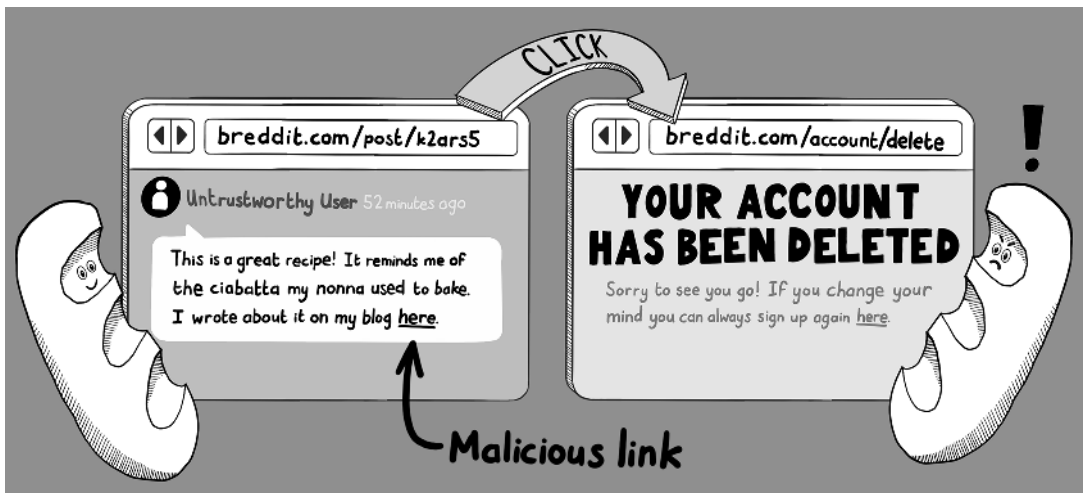 CLICK
breddit.com/post/k2ars5
Untrustworthy User 52 minutes ago
This is a great recipe! It reminds me of
the ciabatta my nonna used to bake.
I wrote about it on my blog here.
Malicious link
breddit.com/account/delete
YOUR ACCOUNT
HAS BEEN DELETED
Sorry to see you go! If you change your
mind you can always sign up again here.
!